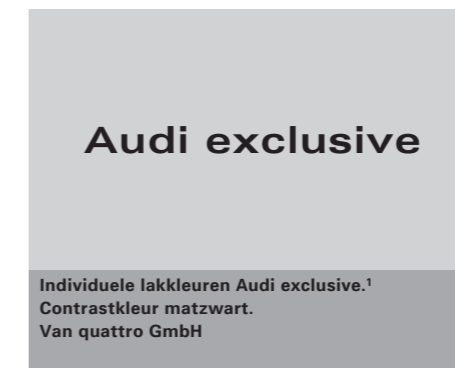 Audi exclusive
Individuele lakkleuren Audi exclusive.¹
Contrastkleur matzwart.
Van quattro GmbH